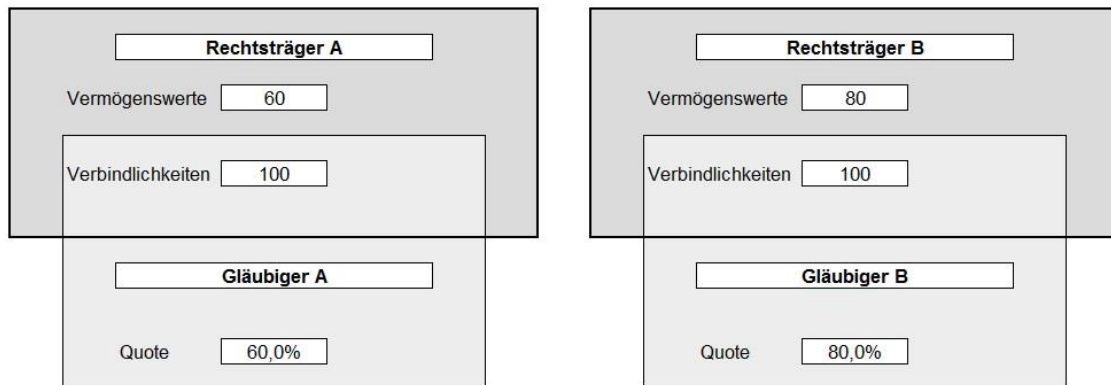 Rechtsträger A
Vermögenswerte 60
Verbindlichkeiten 100
Gläubiger A
Quote 60,0%
Rechtsträger B
Vermögenswerte 80
Verbindlichkeiten 100
Gläubiger B
Quote 80,0%